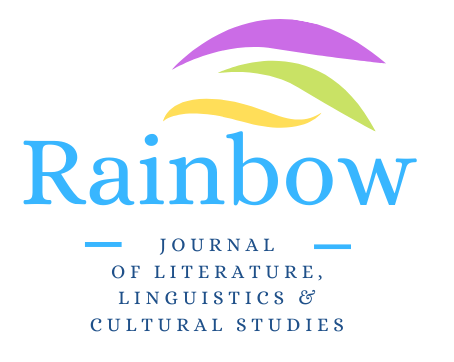 Rainbow
JOURNAL
OF LITERATURE,
LINGUISTICS &
CULTURAL STUDIES